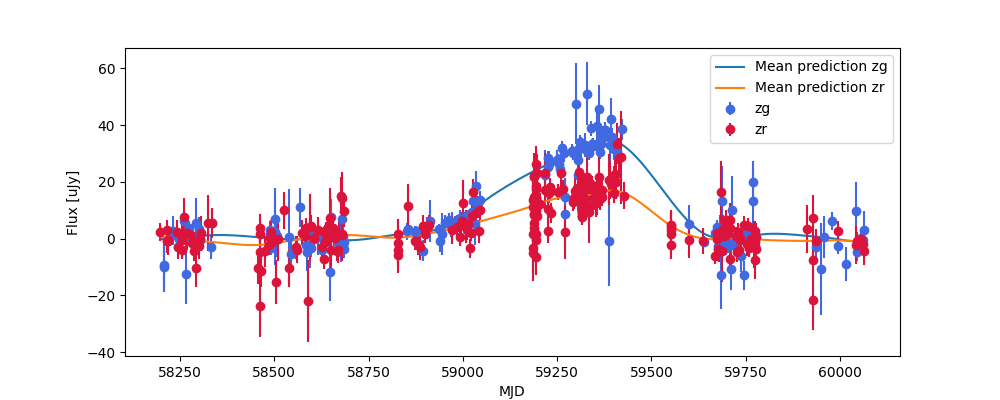 60
40
20
0
−20
−40
Flux [uJy]
58250
58500
58750
59000
59250
59500
59750
60000
MJD
Mean prediction zg
Mean prediction zr
zg
zr